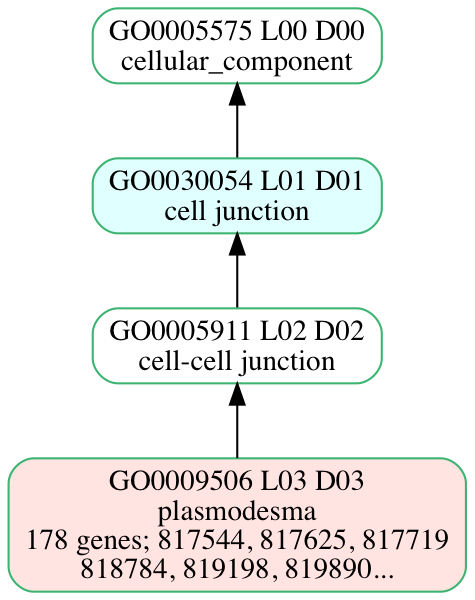 GO0005575 L00 D00
cellular_component
GO0030054 L01 D01
cell junction
GO0005911 L02 D02
cell-cell junction
GO0009506 L03 D03
plasmodesma
178 genes; 817544, 817625, 817719
818784, 819198, 819890...